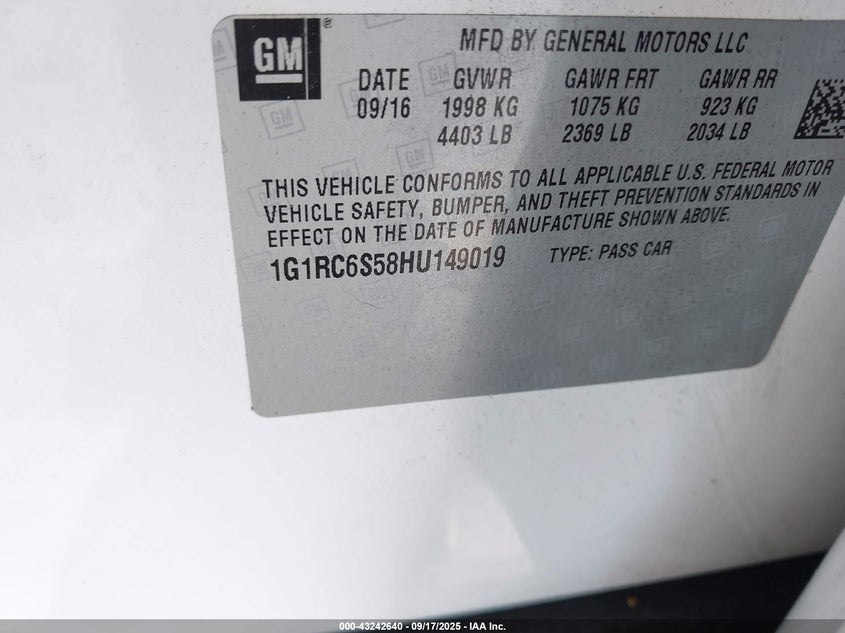 GM ®
MFD BY GENERAL MOTORS LLC
DATE GVWR GAWR FRT GAWR RR
09/16 1998 KG 1075 KG 923 KG
4403 LB 2369 LB 2034 LB
THIS VEHICLE CONFORMS TO ALL APPLICABLE U.S. FEDERAL MOTOR
VEHICLE SAFETY, BUMPER, AND THEFT PREVENTION STANDARDS IN
EFFECT ON THE DATE OF MANUFACTURE SHOWN ABOVE.
1G1RC6S58HU149019 TYPE: PASS CAR
000-43242640 - 09/17/2025 - IAA Inc.